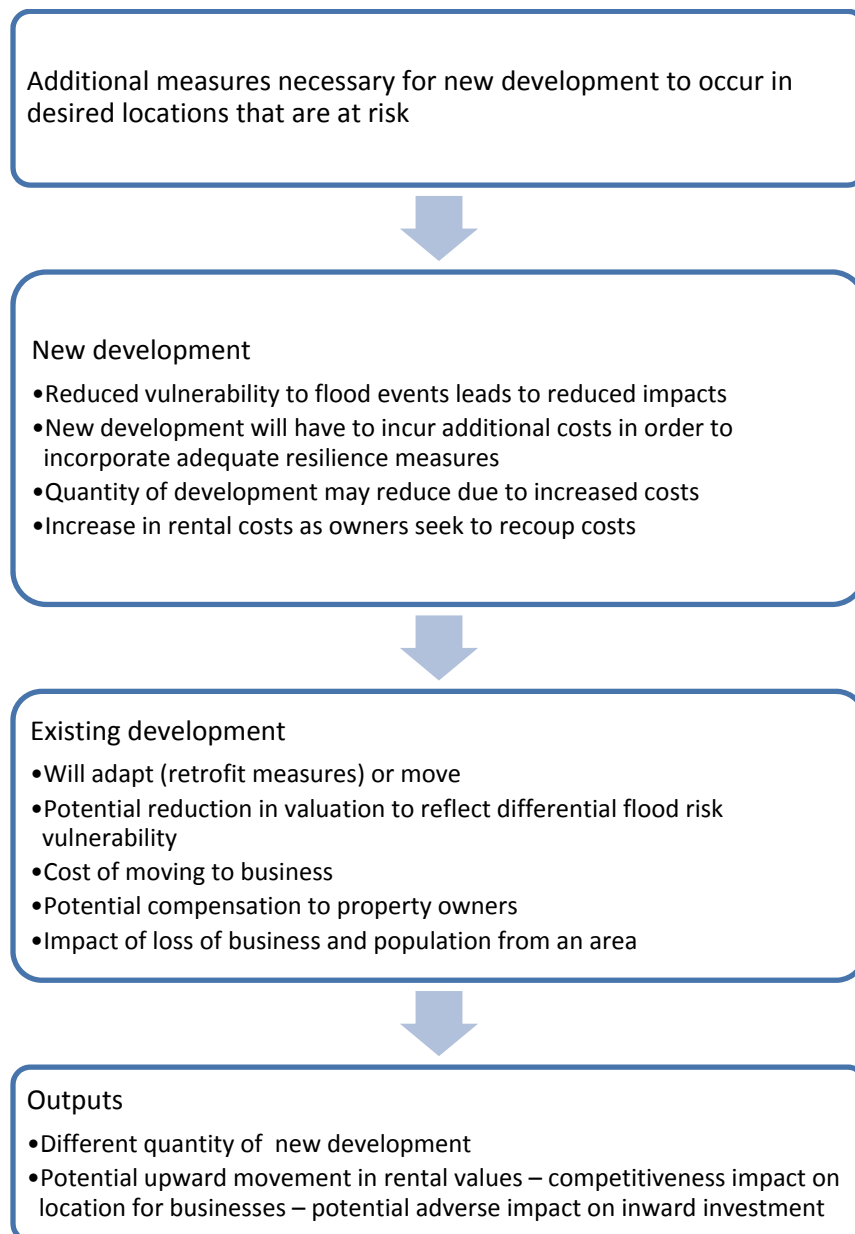 Additional measures necessary for new development to occur in
desired locations that are at risk
New development
•Reduced vulnerability to flood events leads to reduced impacts
•New development will have to incur additional costs in order to
incorporate adequate resilience measures
•Quantity of development may reduce due to increased costs
•Increase in rental costs as owners seek to recoup costs
Existing development
•Will adapt (retrofit measures) or move
•Potential reduction in valuation to reflect differential flood risk
vulnerability
•Cost of moving to business
•Potential compensation to property owners
•Impact of loss of business and population from an area
Outputs
•Different quantity of new development
•Potential upward movement in rental values – competitiveness impact on
location for businesses – potential adverse impact on inward investment